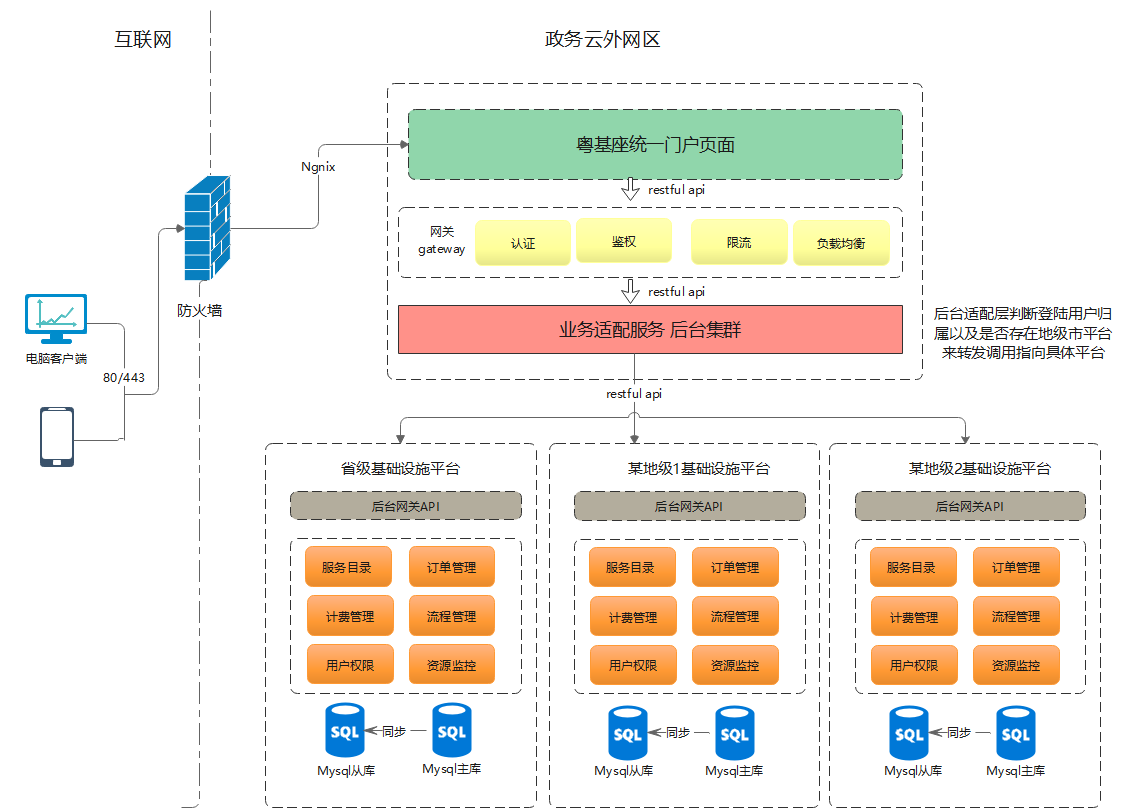 互联网
政务云外网区
粤基座统一门户页面
Ngnix
restful api
网关
gateway
认证
鉴权
限流
负载均衡
restful api
防火墙
业务适配服务 后台集群
后台适配层判断登陆用户归
属以及是否存在地级市平台
来转发调用指向具体平台
电脑客户端
80/443
restful api
省级基础设施平台
后台网关API
服务目录
订单管理
计费管理
流程管理
用户权限
资源监控
SQL
同步
SQL
Mysql从库
Mysql主库
某地级1基础设施平台
后台网关API
服务目录
订单管理
计费管理
流程管理
用户权限
资源监控
SQL
同步
SQL
Mysql从库
Mysql主库
某地级2基础设施平台
后台网关API
服务目录
订单管理
计费管理
流程管理
用户权限
资源监控
SQL
同步
SQL
Mysql从库
Mysql主库